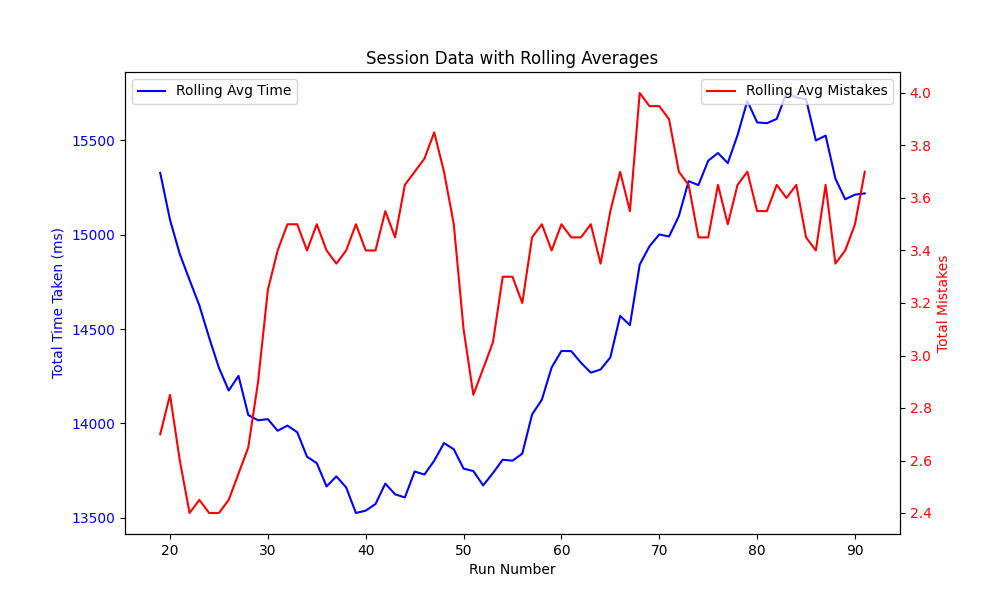 Session Data with Rolling Averages
Rolling Avg Time
Rolling Avg Mistakes
Total Time Taken (ms)
15500
15000
14500
14000
13500
4.0
3.8
3.6
3.4
3.2
3.0
2.8
2.6
2.4
Total Mistakes
20 30 40 50 60 70 80 90
Run Number